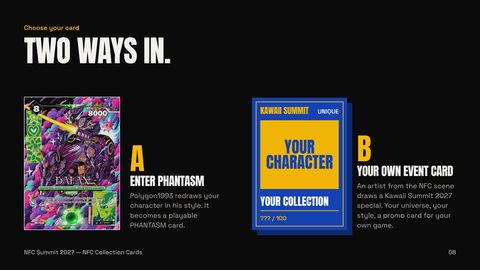 Choose your card
TWO WAYS IN.
8
8000
A
ENTER PHANTASM
Polygon1993 redraws your
character in his style. It
becomes a playable
PHANTASM card.
KAWAII SUMMIT
UNIQUE
YOUR
CHARACTER
YOUR COLLECTION
??? / 100
B
YOUR OWN EVENT CARD
An artist from the NFC scene
draws a Kawaii Summit 2027
special. Your universe, your
style, a promo card for your
own game.
NFC Summit 2027 — NFC Collection Cards
08